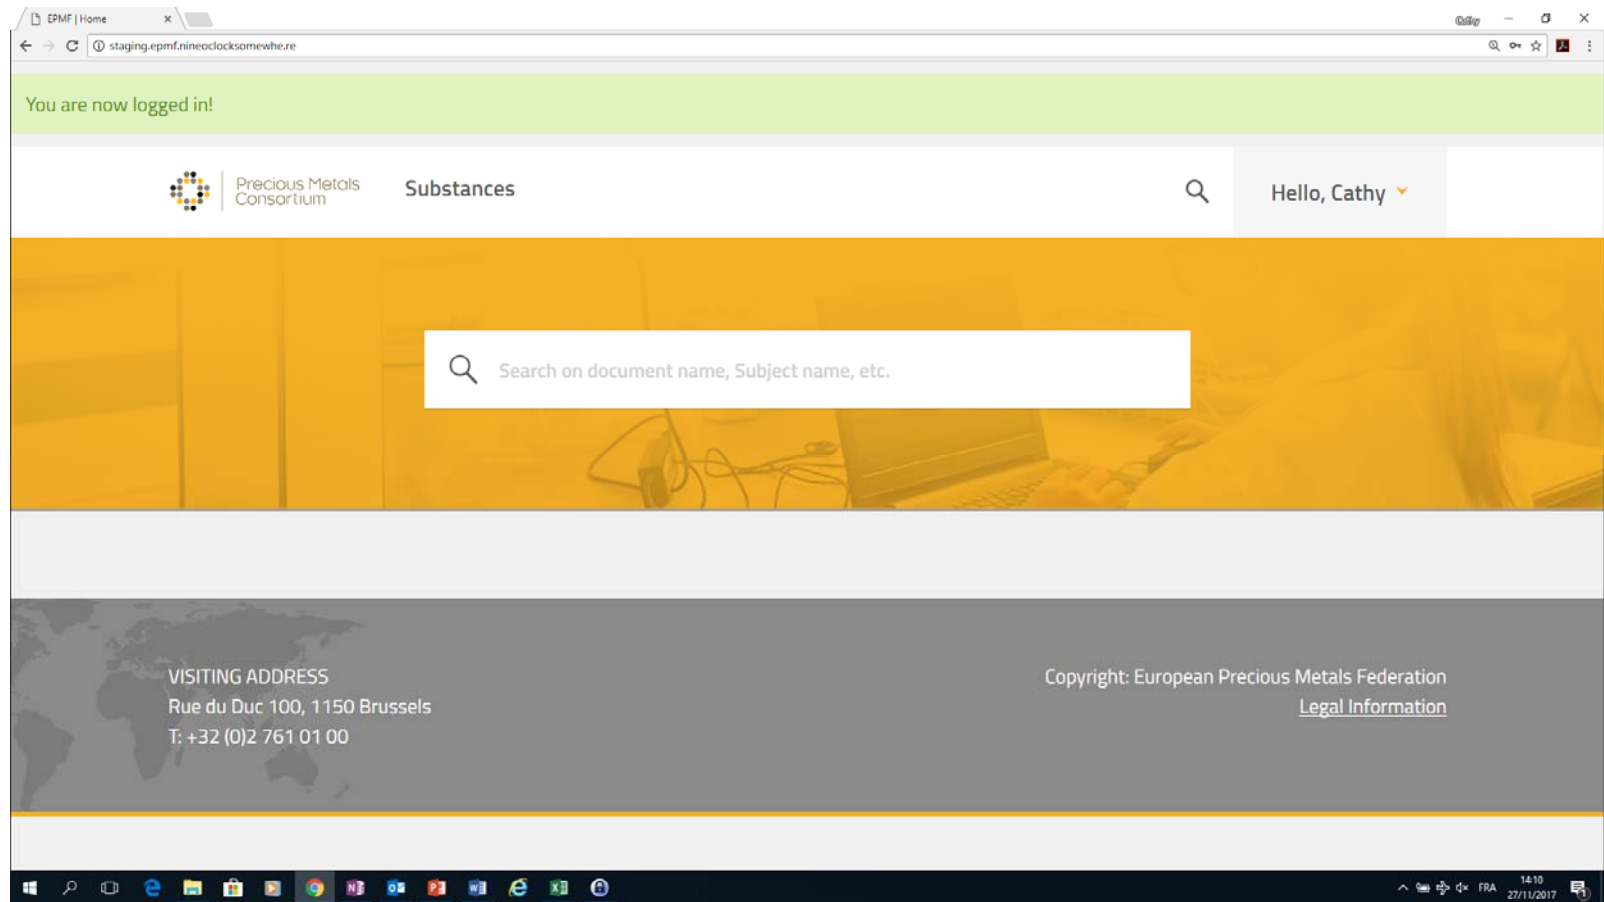 EPMF | Home
Cathy
staging.epmf.nineoclocksomewhe.re
You are now logged in!
Precious Metals
Consortium
Substances
Hello, Cathy
Search on document name, Subject name, etc.
VISITING ADDRESS
Rue du Duc 100, 1150 Brussels
T: +32 (0)2 761 01 00
Copyright: European Precious Metals Federation
Legal Information
FRA
14:10
27/11/2017